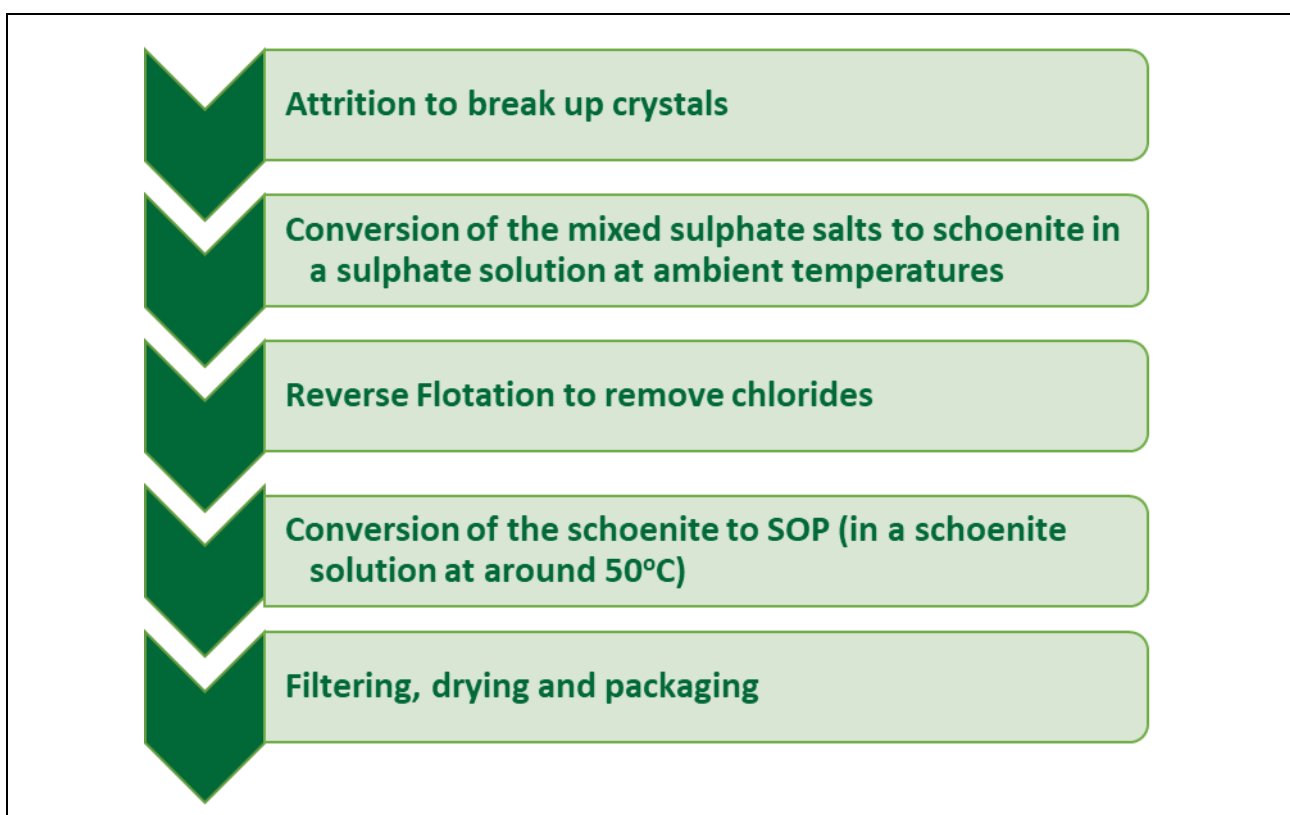 Attrition to break up crystals
Conversion of the mixed sulphate salts to schoenite in
a sulphate solution at ambient temperatures
Reverse Flotation to remove chlorides
Conversion of the schoenite to SOP (in a schoenite
solution at around 50°C)
Filtering, drying and packaging